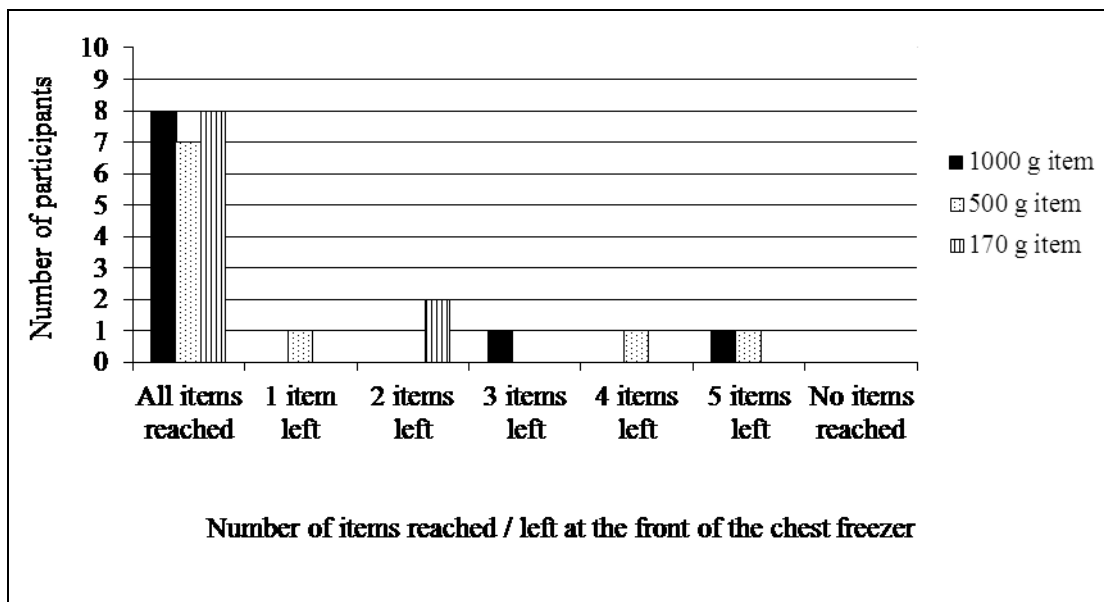 10
9
8
7
6
5
4
3
2
1
0
Number of participants
All items
reached
1 item
left
2 items
left
3 items
left
4 items
left
5 items
left
No items
reached
Number of items reached / left at the front of the chest freezer
1000 g item
500 g item
170 g item